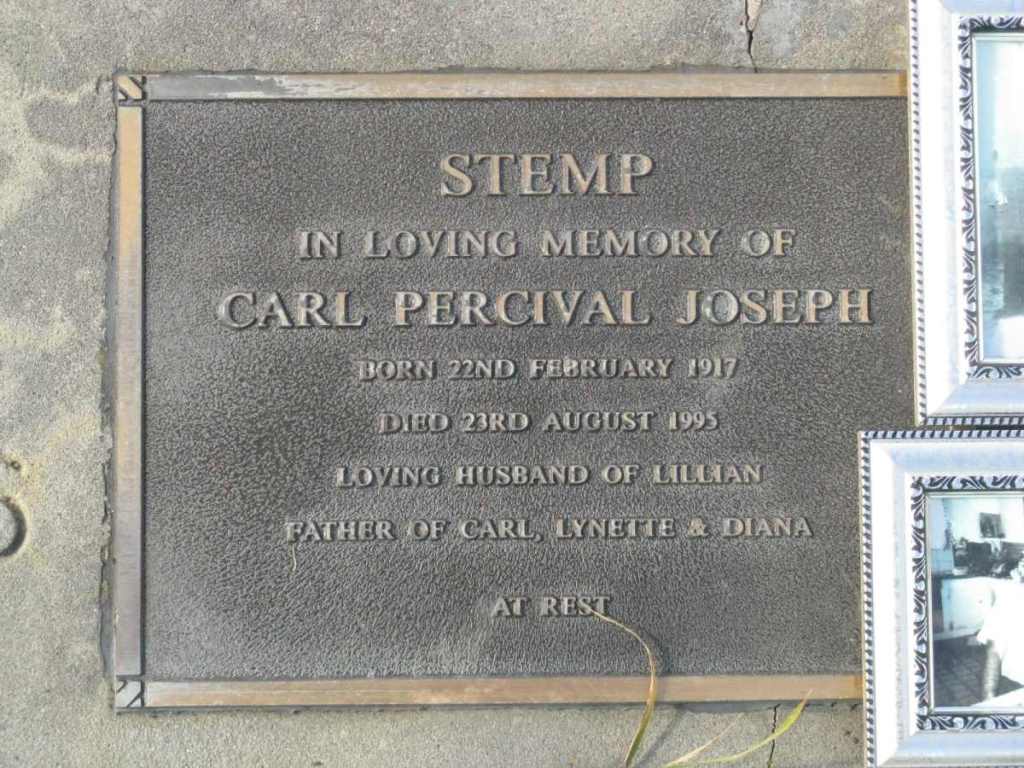 STEMP
IN LOVING MEMORY OF
CARL PERCIVAL JOSEPH
BORN 22ND FEBRUARY 1917
DIED 23RD AUGUST 1995
LOVING HUSBAND OF LILLIAN
FATHER OF CARL, LYNETTE & DIANA
AT REST